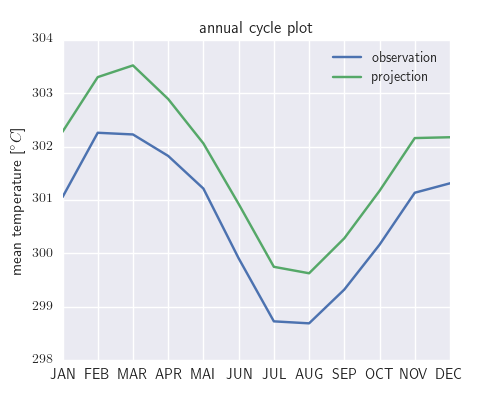 annual cycle plot
304
303
302
301
300
299
298
mean temperature [°C]
observation
projection
JAN FEB MAR APR MAI JUN JUL AUG SEP OCT NOV DEC